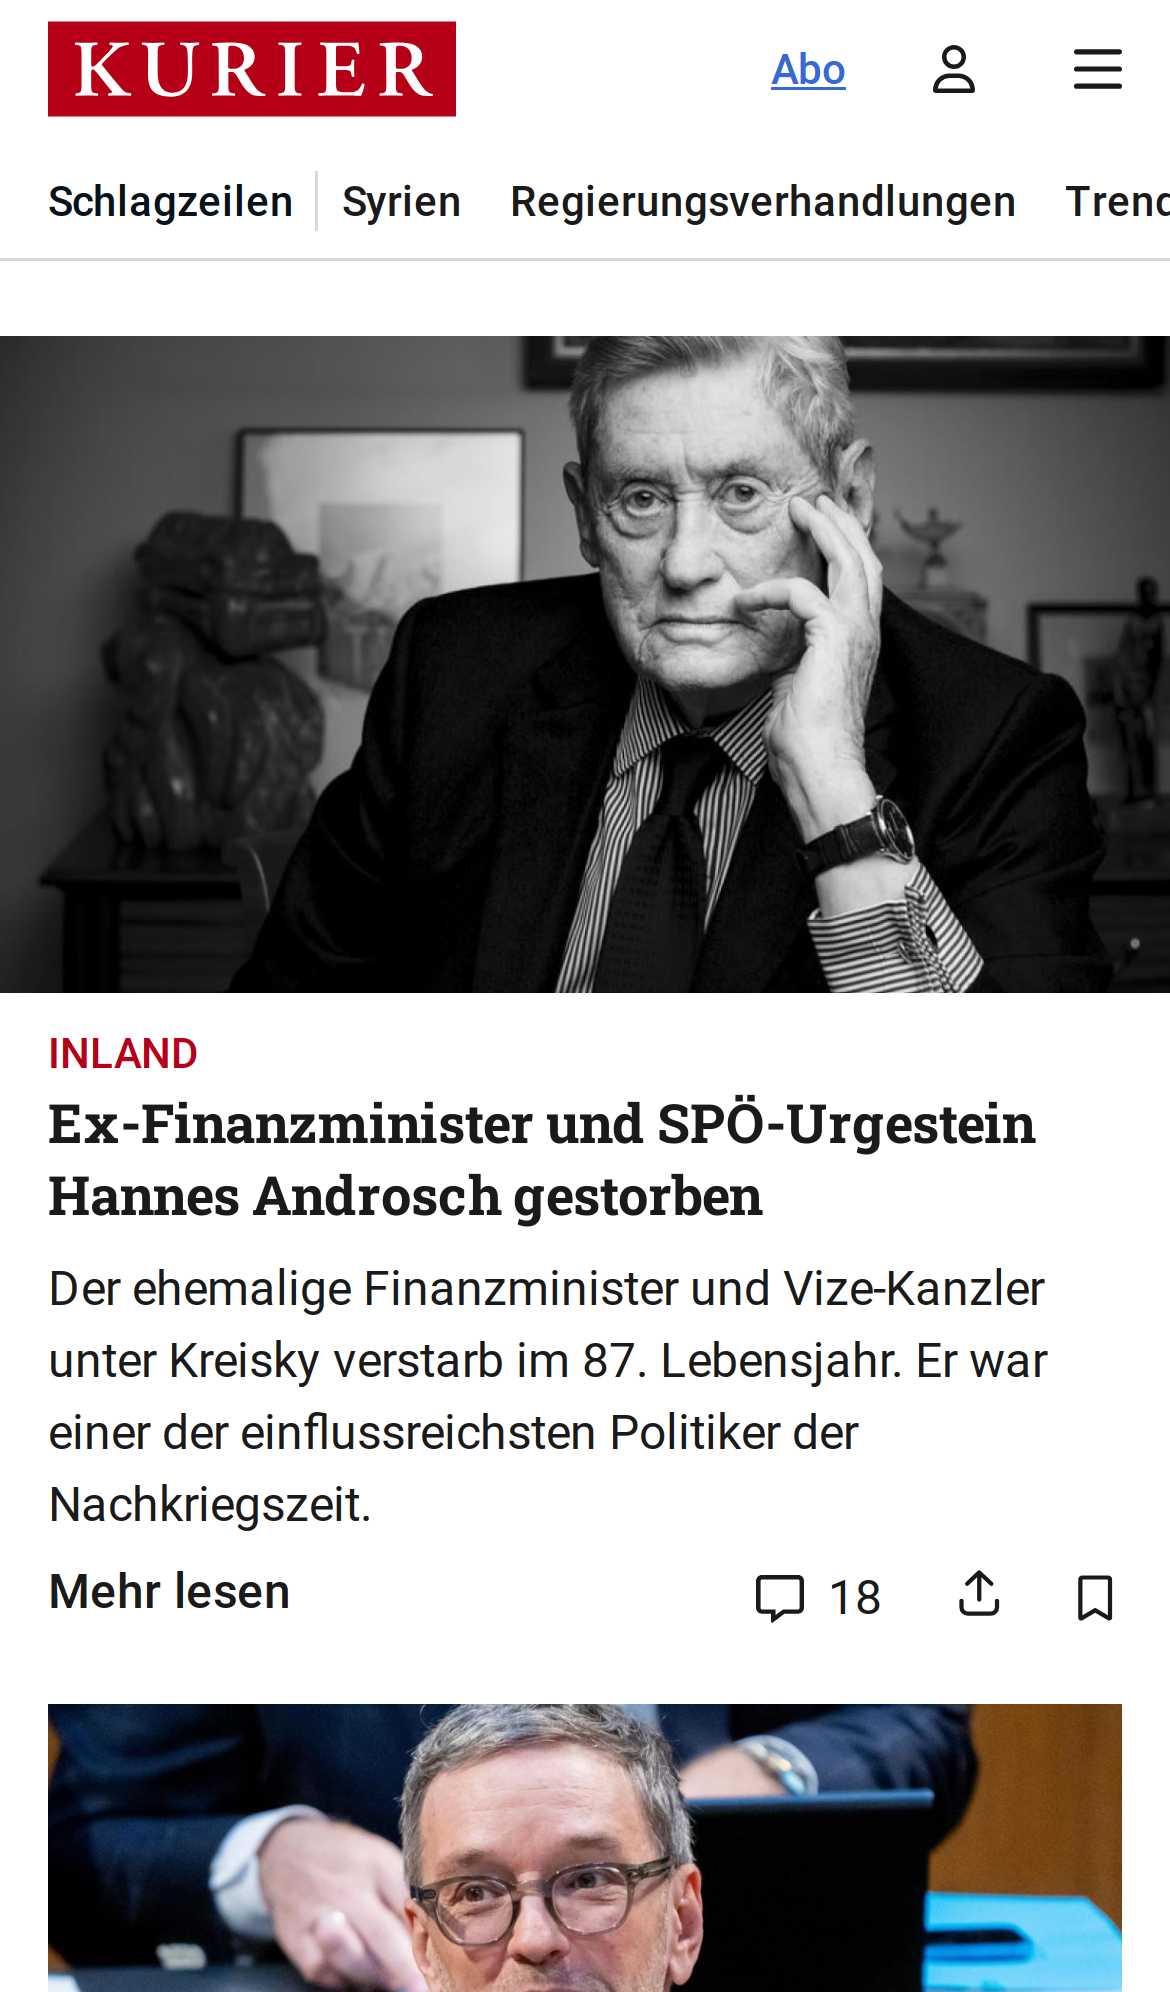 KURIER
Abo
Schlagzeilen
Syrien
Regierungsverhandlungen
INLAND
Ex-Finanzminister und SPÖ-Urgestein
Hannes Androsch gestorben
Der ehemalige Finanzminister und Vize-Kanzler
unter Kreisky verstarb im 87. Lebensjahr. Er war
einer der einflussreichsten Politiker der
Nachkriegszeit.
Mehr lesen
18